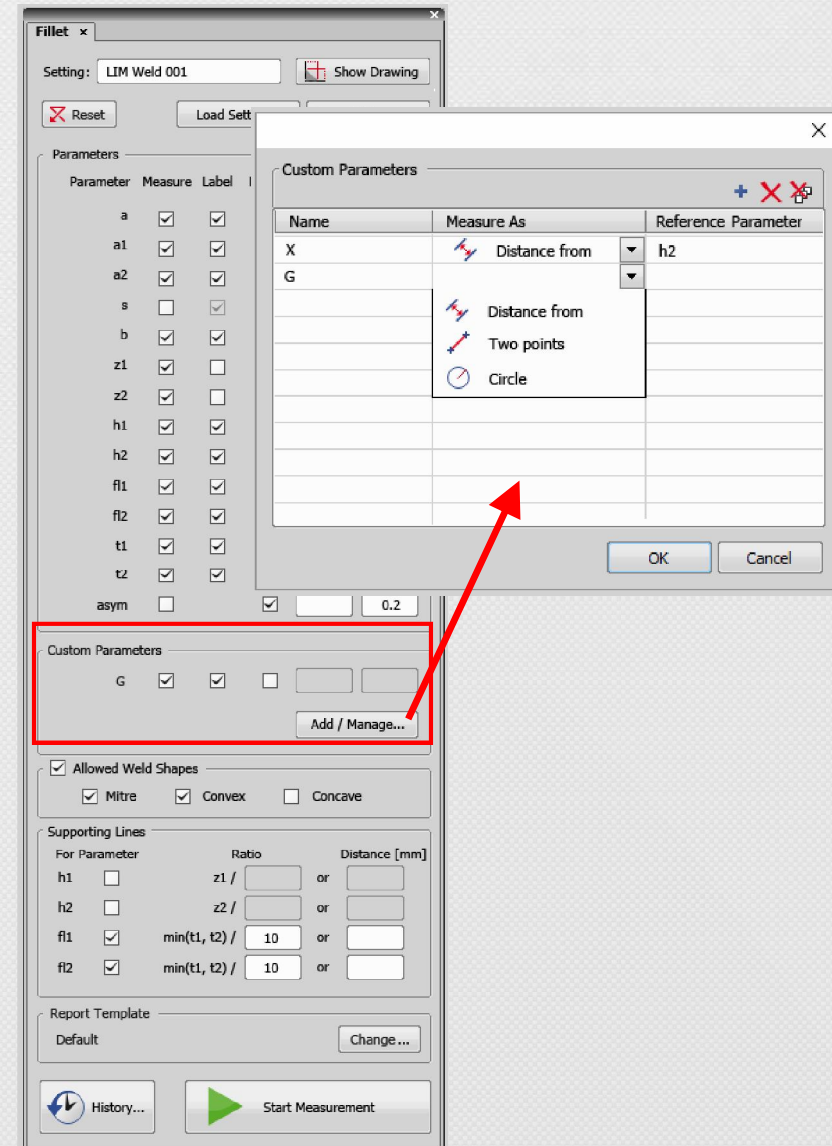 Fillet ×
Setting: LIM Weld 001 Show Drawing
Reset Load Sett
Parameters
Parameter Measure Label
a
a1
a2
s
b
z1
z2
h1
h2
fl1
fl2
t1
t2
asym 0.2
Custom Parameters
Name Measure As Reference Parameter
X Distance from h2
G
Distance from
Two points
Circle
OK Cancel
Custom Parameters
G
Add / Manage...
Allowed Weld Shapes
Mitre Convex Concave
Supporting Lines
For Parameter Ratio Distance [mm]
h1 z1 / or
h2 z2 / or
fl1 min(t1, t2) / 10 or
fl2 min(t1, t2) / 10 or
Report Template
Default Change...
History... Start Measurement